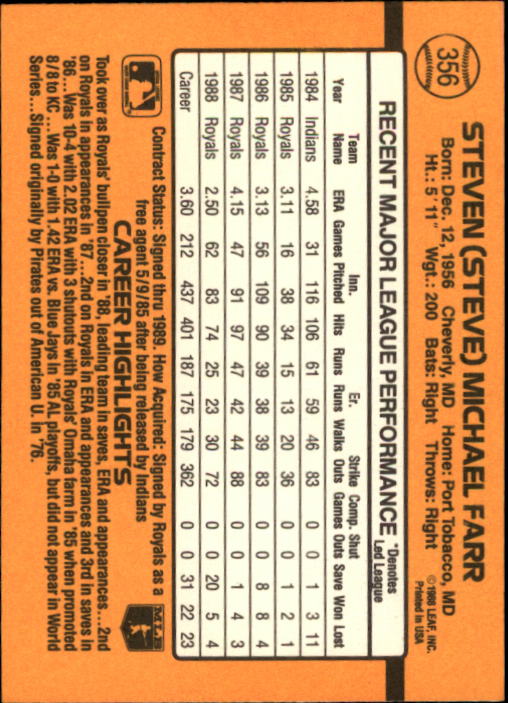 356
STEVEN (STEVE) MICHAEL FARR
Born: Dec. 12, 1956 Cheverly, MD Home: Port Tobacco, MD
Ht.: 5' 11" Wgt.: 200 Bats: Right Throws: Right
©1988 LEAF, INC.
Printed in USA
RECENT MAJOR LEAGUE PERFORMANCE
*Denotes
Led League
Team Inn. Er. Strike Comp. Shut
Year Name ERA Games Pitched Hits Runs Runs Walks Outs Games Outs Save Won Lost
1984 Indians 4.58 31 116 106 61 59 46 83 0 0 1 3 11
1985 Royals 3.11 16 38 34 15 13 20 36 0 0 1 2 1
1986 Royals 3.13 56 109 90 39 38 39 83 0 0 8 8 4
1987 Royals 4.15 47 91 97 47 42 44 88 0 0 1 4 3
1988 Royals 2.50 62 83 74 25 23 30 72 0 0 20 5 4
Career 3.60 212 437 401 187 175 179 362 0 0 31 22 23
Contract Status: Signed thru 1989. How Acquired: Signed by Royals as a
free agent 5/9/85 after being released by Indians
MLB
CAREER HIGHLIGHTS
Took over as Royals' bullpen closer in '88, leading team in saves, ERA and appearances...2nd
on Royals in appearances in '87...2nd on Royals in ERA and appearances and 3rd in saves in
'86...Was 10-4 with 2.02 ERA with 3 shutouts with Royals' Omaha farm in '85 when promoted
8/8 to KC...Was 1-0 with 1.42 ERA vs. Blue Jays in '85 AL playoffs, but did not appear in World
Series...Signed originally by Pirates out of American U. in '76.